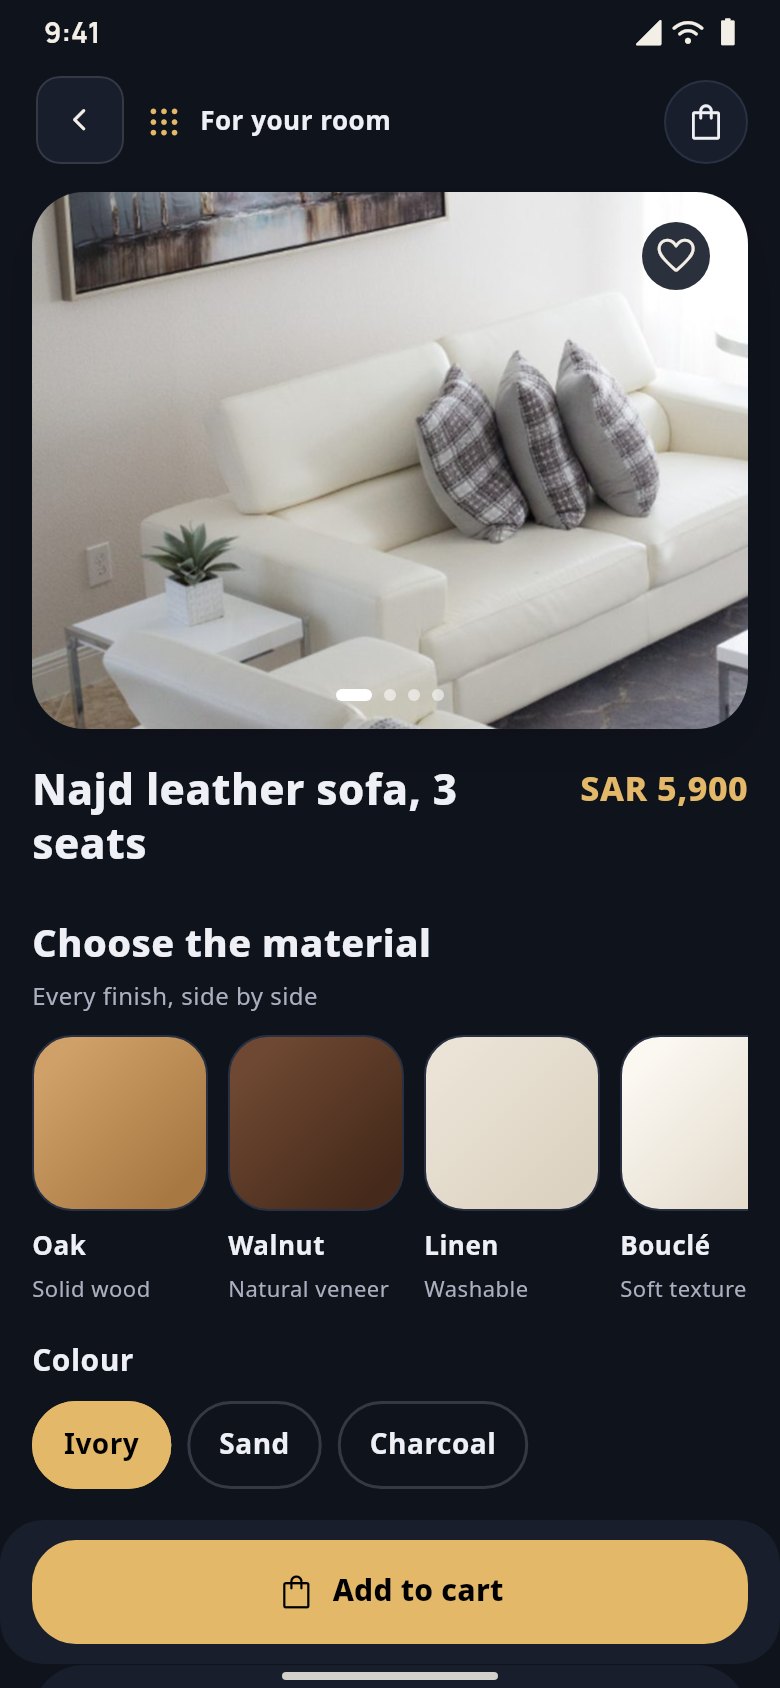 9:41
For your room
Najd leather sofa, 3
seats
SAR 5,900
Choose the material
Every finish, side by side
Oak
Walnut
Linen
Bouclé
Solid wood
Natural veneer
Washable
Soft texture
Colour
Ivory
Sand
Charcoal
Add to cart